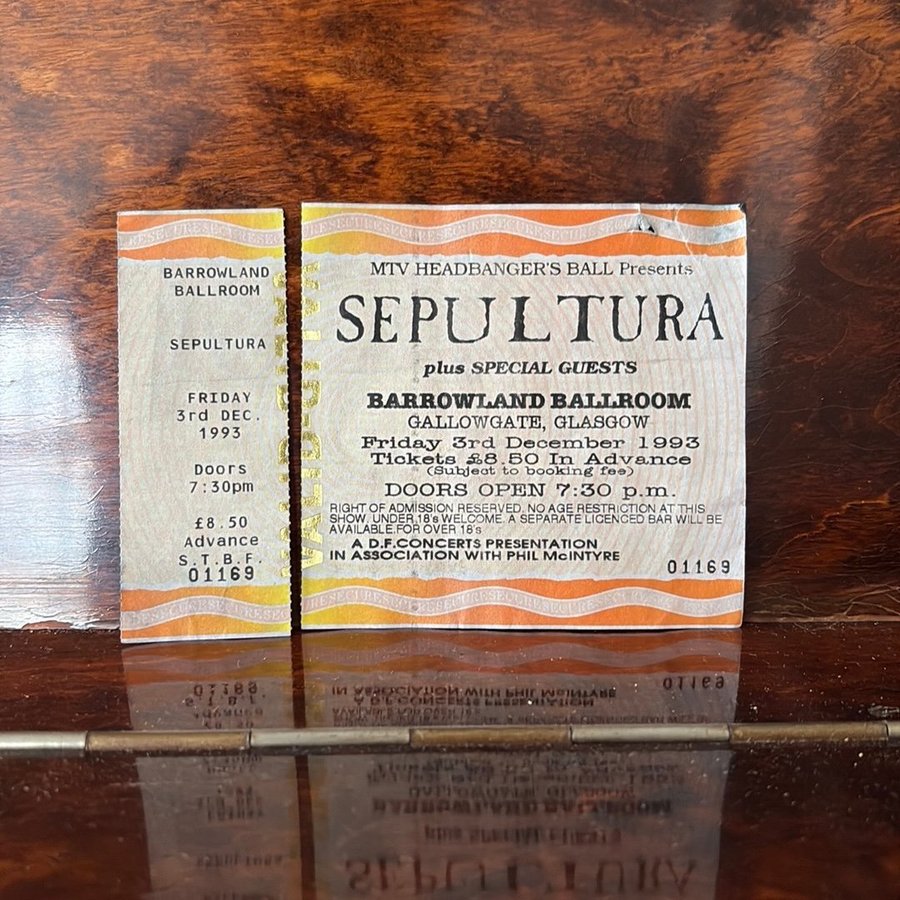 BARROWLAND
BALLROOM
SEPULTURA
FRIDAY
3rd DEC.
1993
Doors
7:30pm
£8.50
Advance
S.T.B.F.
01169
MTV HEADBANGER'S BALL Presents
SEPULTURA
plus SPECIAL GUESTS
BARROWLAND BALLROOM
GALLOWGATE, GLASGOW
Friday 3rd December 1993
Tickets £8.50 In Advance
(Subject to booking fee)
DOORS OPEN 7:30 p.m.
RIGHT OF ADMISSION RESERVED. NO AGE RESTRICTION AT THIS
SHOW. UNDER 18's WELCOME. A SEPARATE LICENCED BAR WILL BE
AVAILABLE FOR OVER 18's
A D.F.CONCERTS PRESENTATION
IN ASSOCIATION WITH PHIL McINTYRE
01169